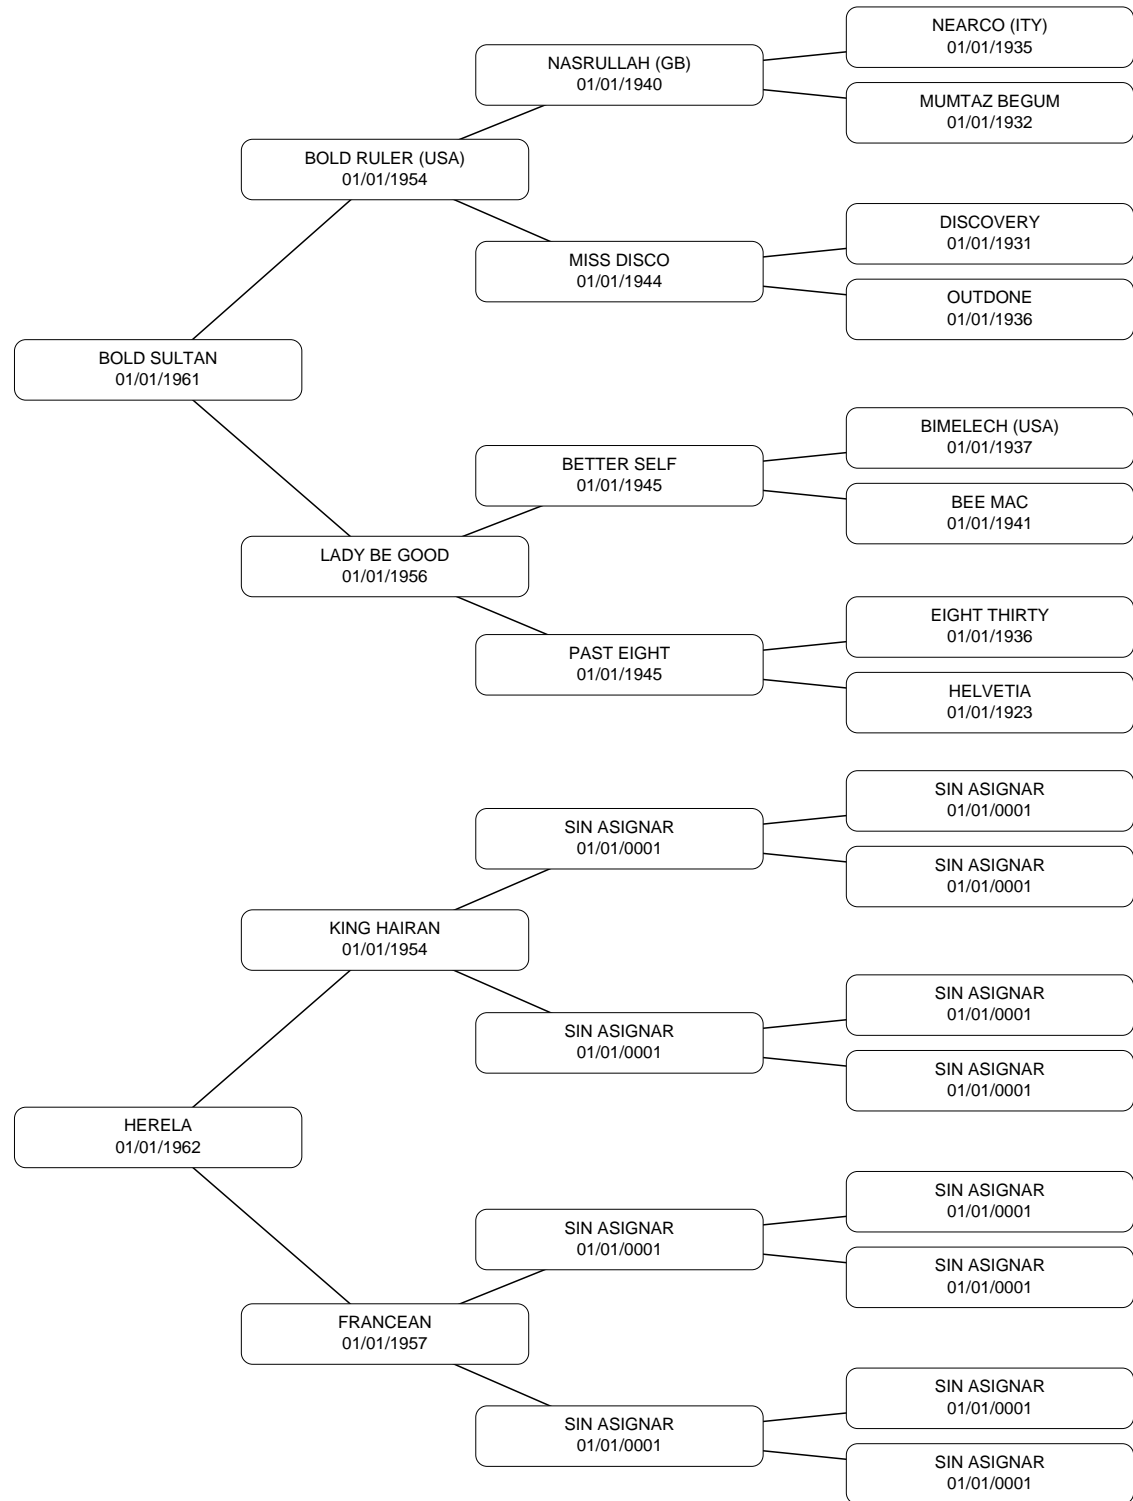 NEARCO (ITY)
01/01/1935
NASRULLAH (GB)
01/01/1940
MUMTAZ BEGUM
01/01/1932
BOLD RULER (USA)
01/01/1954
DISCOVERY
01/01/1931
MISS DISCO
01/01/1944
OUTDONE
01/01/1936
BOLD SULTAN
01/01/1961
BIMELECH (USA)
01/01/1937
BETTER SELF
01/01/1945
BEE MAC
01/01/1941
LADY BE GOOD
01/01/1956
EIGHT THIRTY
01/01/1936
PAST EIGHT
01/01/1945
HELVETIA
01/01/1923
SIN ASIGNAR
01/01/0001
SIN ASIGNAR
01/01/0001
SIN ASIGNAR
01/01/0001
KING HAIRAN
01/01/1954
SIN ASIGNAR
01/01/0001
SIN ASIGNAR
01/01/0001
SIN ASIGNAR
01/01/0001
HERELA
01/01/1962
SIN ASIGNAR
01/01/0001
SIN ASIGNAR
01/01/0001
SIN ASIGNAR
01/01/0001
FRANCEAN
01/01/1957
SIN ASIGNAR
01/01/0001
SIN ASIGNAR
01/01/0001
SIN ASIGNAR
01/01/0001